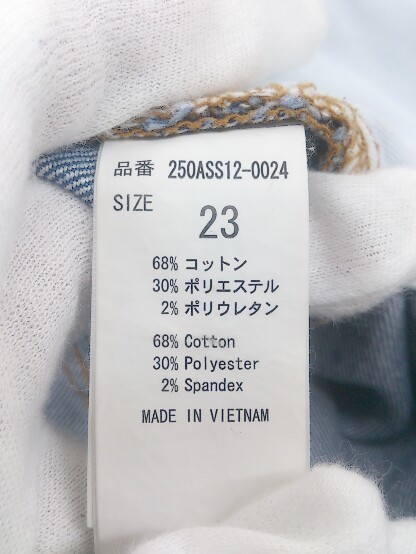 品番 250ASS12-0024
SIZE
23
68% コットン
30% ポリエステル
2% ポリウレタン
68% Cotton
30% Polyester
2% Spandex
MADE IN VIETNAM